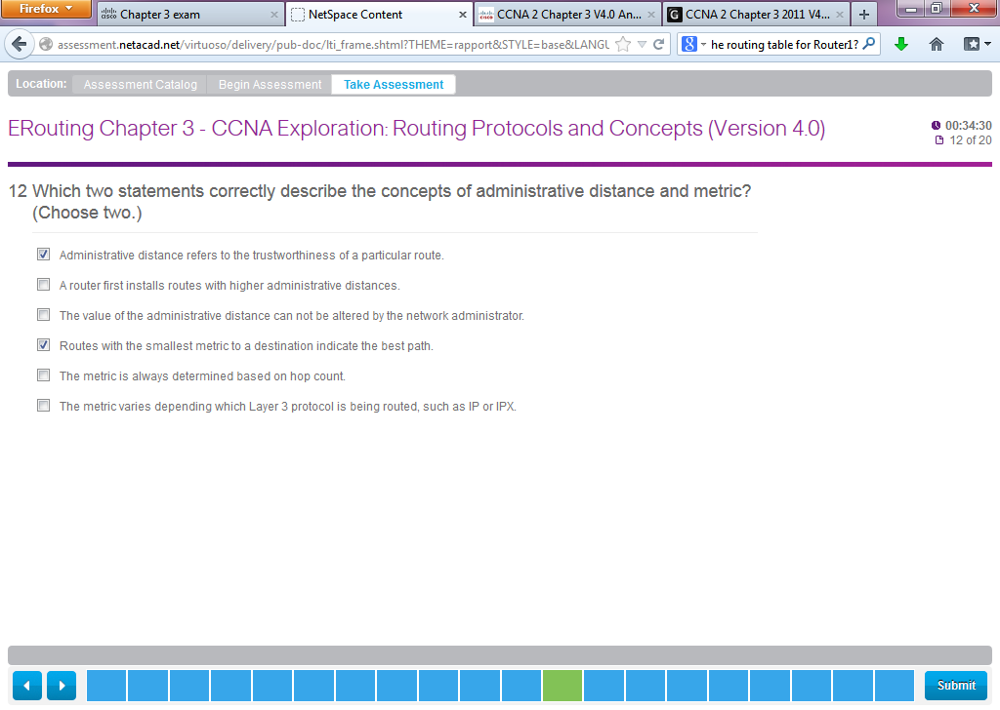 Firefox
Chapter 3 exam
NetSpace Content
CCNA 2 Chapter 3 V4.0 An...
G CCNA 2 Chapter 3 2011 V4...
assessment.netacad.net/virtuoso/delivery/pub-doc/lti_frame.shtml?THEME=rapport&STYLE=base&LANGU
8 he routing table for Router1?
Location: Assessment Catalog Begin Assessment Take Assessment
ERouting Chapter 3 - CCNA Exploration: Routing Protocols and Concepts (Version 4.0)
00:34:30
12 of 20
12 Which two statements correctly describe the concepts of administrative distance and metric?
(Choose two.)
Administrative distance refers to the trustworthiness of a particular route.
A router first installs routes with higher administrative distances.
The value of the administrative distance can not be altered by the network administrator.
Routes with the smallest metric to a destination indicate the best path.
The metric is always determined based on hop count.
The metric varies depending which Layer 3 protocol is being routed, such as IP or IPX.
Submit